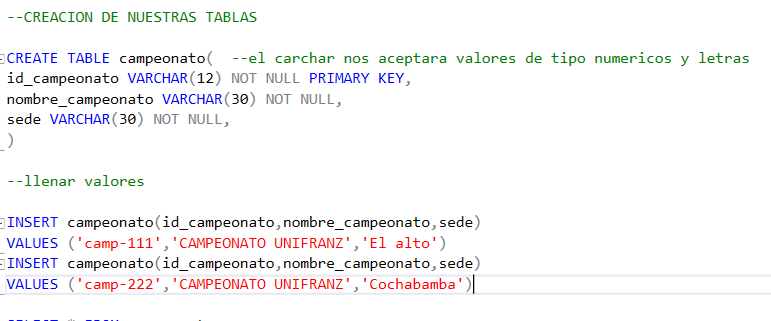 --CREACION DE NUESTRAS TABLAS
CREATE TABLE campeonato(  --el carchar nos aceptara valores de tipo numericos y letras
id_campeonato VARCHAR(12) NOT NULL PRIMARY KEY,
nombre_campeonato VARCHAR(30) NOT NULL,
sede VARCHAR(30) NOT NULL,
)
--llenar valores
INSERT campeonato(id_campeonato,nombre_campeonato,sede)
VALUES ('camp-111','CAMPEONATO UNIFRANZ','El alto')
INSERT campeonato(id_campeonato,nombre_campeonato,sede)
VALUES ('camp-222','CAMPEONATO UNIFRANZ','Cochabamba')